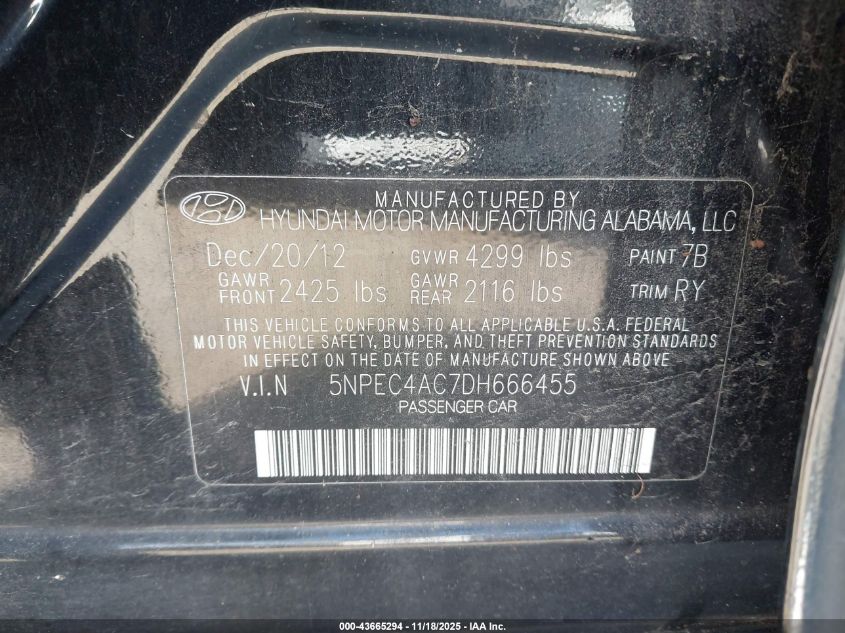 MANUFACTURED BY
HYUNDAI MOTOR MANUFACTURING ALABAMA, LLC
Dec/20/12 GVWR 4299 lbs PAINT 7B
GAWR FRONT 2425 lbs GAWR REAR 2116 lbs TRIM RY
THIS VEHICLE CONFORMS TO ALL APPLICABLE U.S.A. FEDERAL
MOTOR VEHICLE SAFETY, BUMPER, AND THEFT PREVENTION STANDARDS
IN EFFECT ON THE DATE OF MANUFACTURE SHOWN ABOVE
V.I.N 5NPEC4AC7DH666455
PASSENGER CAR
000-43665294 - 11/18/2025 - IAA Inc.